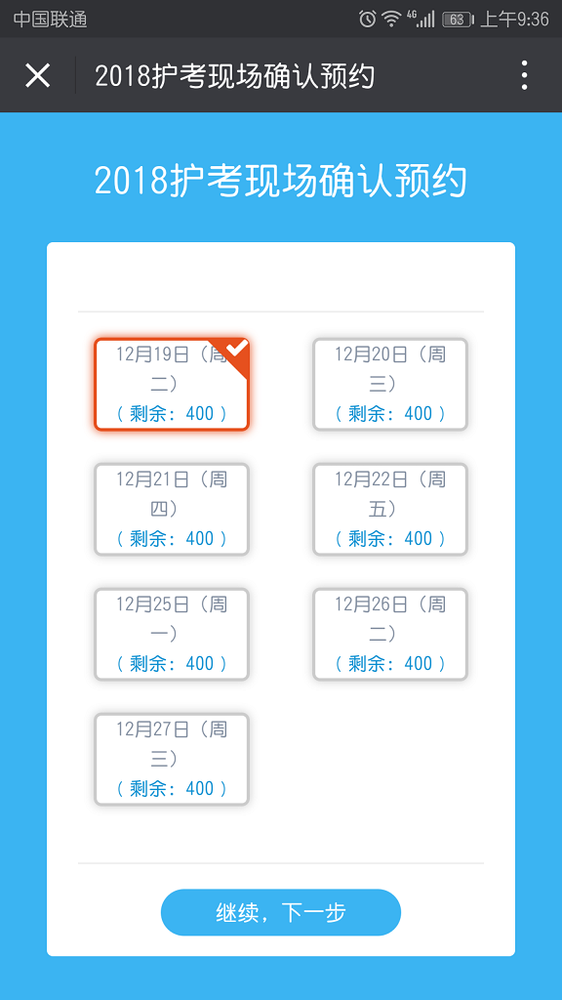 中国联通 4G 63 上午9:36
2018护考现场确认预约
2018护考现场确认预约
12月19日（周
二）
（ 剩余：400 ）
12月20日（周
三）
（ 剩余：400 ）
12月21日（周
四）
（ 剩余：400 ）
12月22日（周
五）
（ 剩余：400 ）
12月25日（周
一）
（ 剩余：400 ）
12月26日（周
二）
（ 剩余：400 ）
12月27日（周
三）
（ 剩余：400 ）
继续，下一步